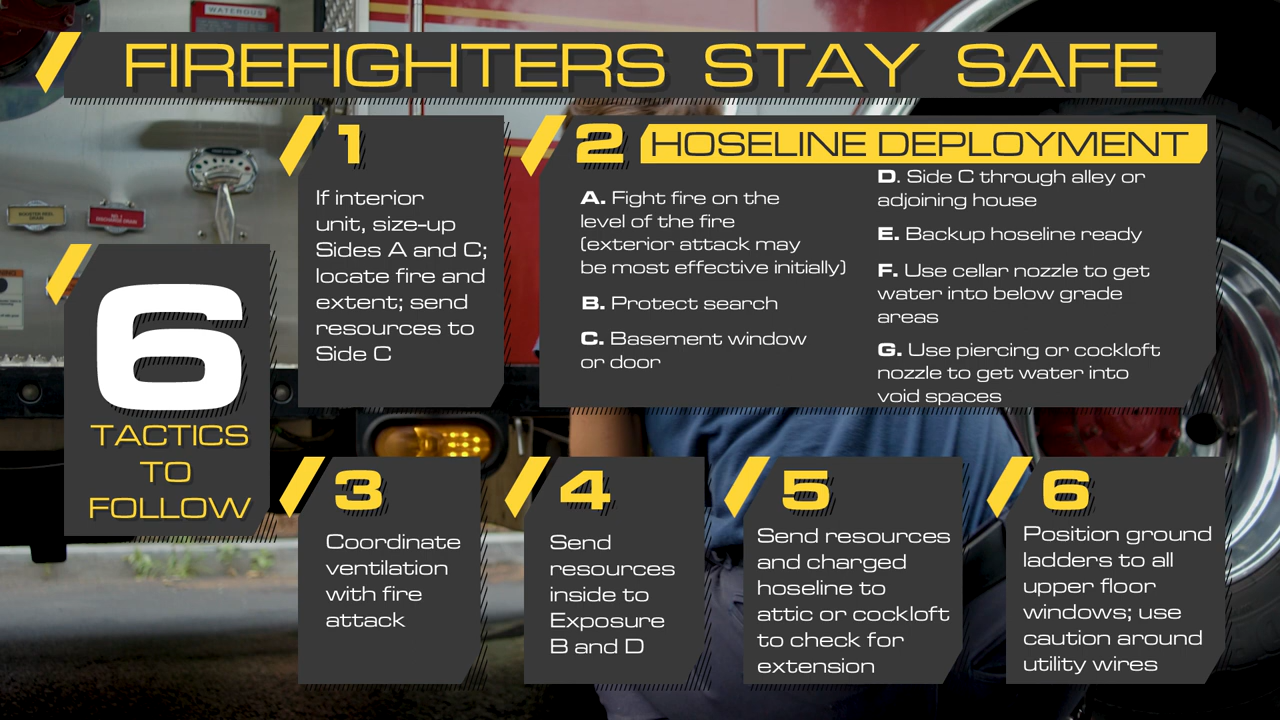 WATEROUS
FIREFIGHTERS STAY SAFE
6
TACTICS
TO
FOLLOW
1
If interior
unit, size-up
Sides A and C;
locate fire and
extent; send
resources to
Side C
2 HOSELINE DEPLOYMENT
A. Fight fire on the
level of the fire
(exterior attack may
be most effective initially)
B. Protect search
C. Basement window
or door
D. Side C through alley or
adjoining house
E. Backup hoseline ready
F. Use cellar nozzle to get
water into below grade
areas
G. Use piercing or cockloft
nozzle to get water into
void spaces
3
Coordinate
ventilation
with fire
attack
4
Send
resources
inside to
Exposure
B and D
5
Send resources
and charged
hoseline to
attic or cockloft
to check for
extension
6
Position ground
ladders to all
upper floor
windows; use
caution around
utility wires